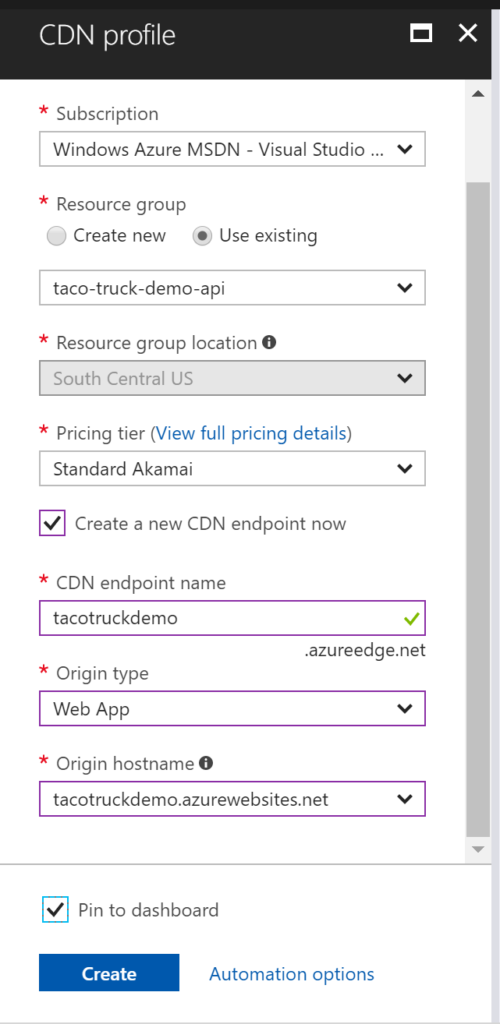 CDN profile
* Subscription
Windows Azure MSDN - Visual Studio ...
* Resource group
Create new Use existing
taco-truck-demo-api
* Resource group location
South Central US
* Pricing tier (View full pricing details)
Standard Akamai
Create a new CDN endpoint now
* CDN endpoint name
tacotruckdemo
.azureedge.net
* Origin type
Web App
* Origin hostname
tacotruckdemo.azurewebsites.net
Pin to dashboard
Create Automation options